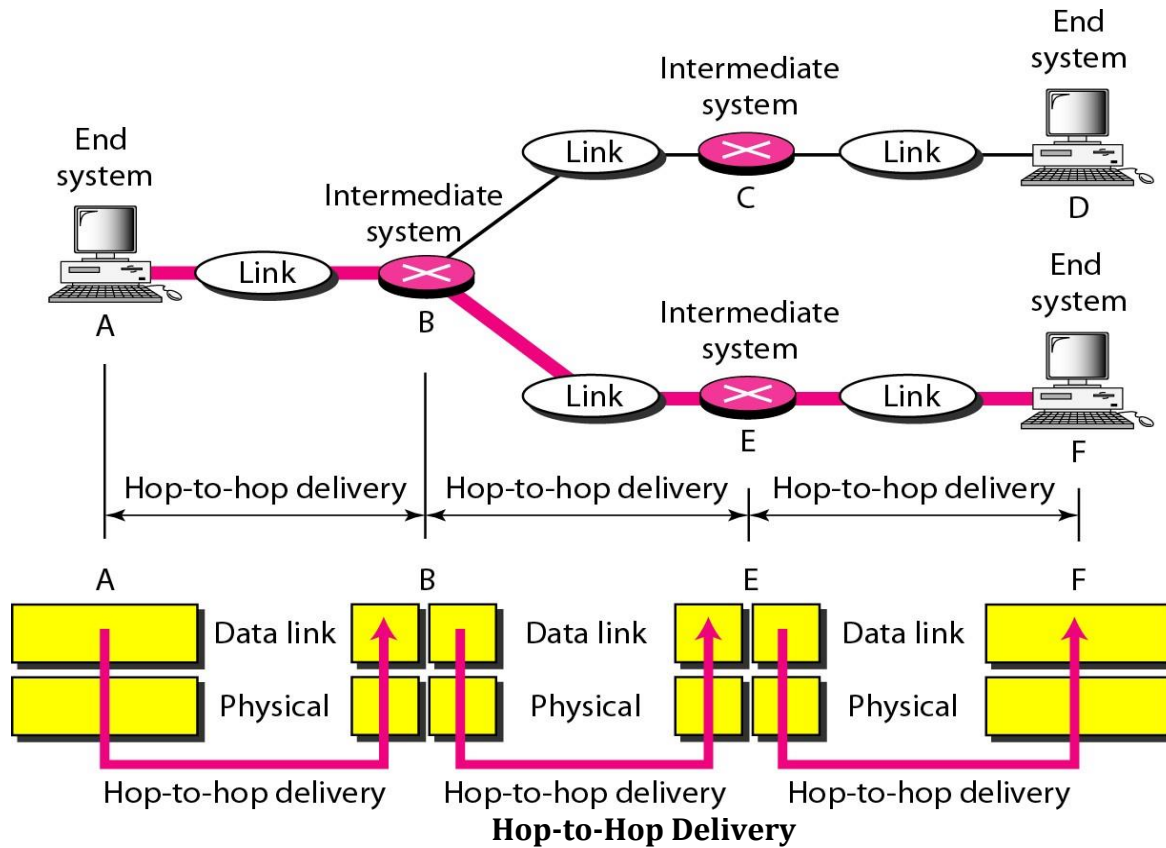 End
system
Intermediate
system
Link
C
Link
D
End
system
A
Link
Intermediate
system
B
End
system
Intermediate
system
Link
E
Link
F
Hop-to-hop delivery
Hop-to-hop delivery
Hop-to-hop delivery
A
B
E
F
Data link
Data link
Data link
Physical
Physical
Physical
Hop-to-hop delivery
Hop-to-hop delivery
Hop-to-hop delivery
Hop-to-Hop Delivery